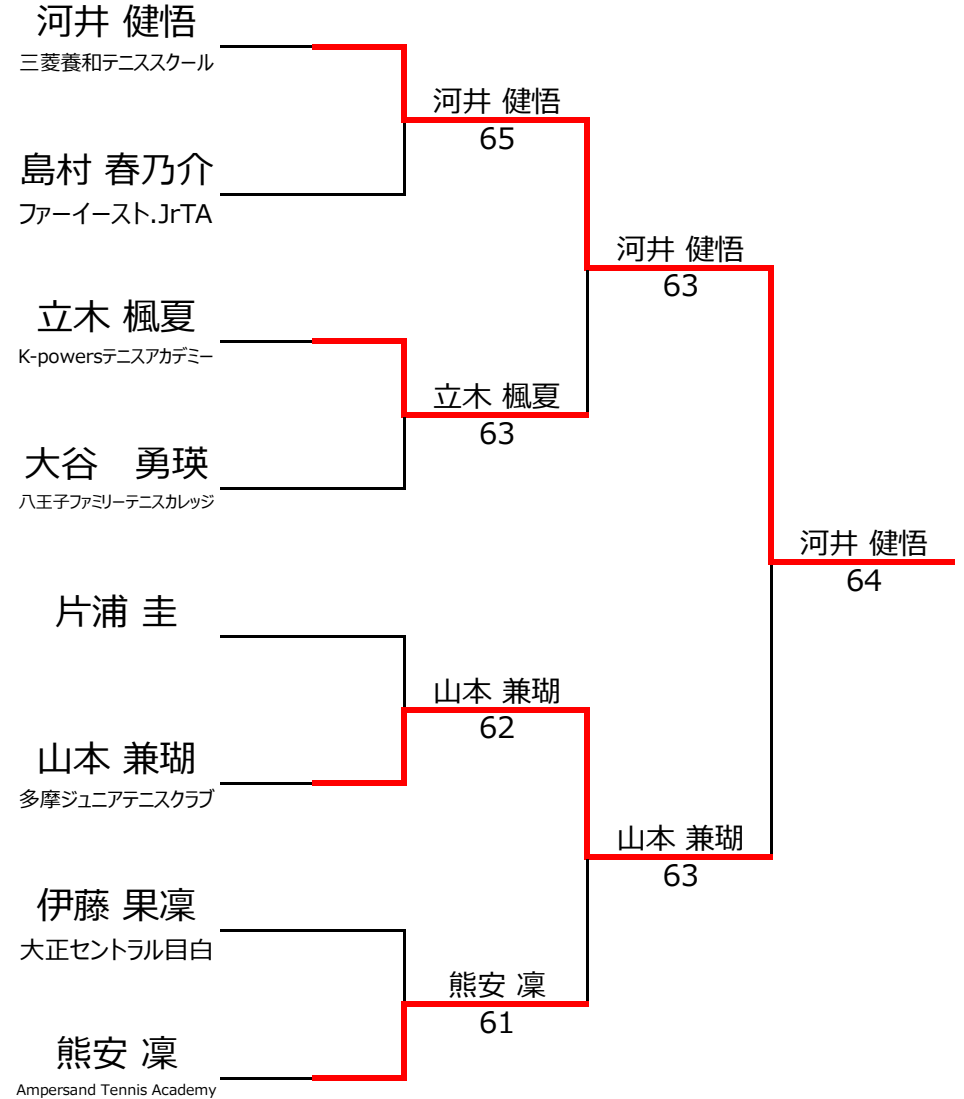 河井 健悟
三菱養和テニススクール
河井 健悟
65
島村 春乃介
ファーイースト.JrTA
河井 健悟
63
立木 楓夏
K-powersテニスアカデミー
立木 楓夏
63
大谷　勇瑛
八王子ファミリーテニスカレッジ
河井 健悟
64
片浦 圭
山本 兼瑚
62
山本 兼瑚
多摩ジュニアテニスクラブ
山本 兼瑚
63
伊藤 果凜
大正セントラル目白
熊安 凜
61
熊安 凜
Ampersand Tennis Academy